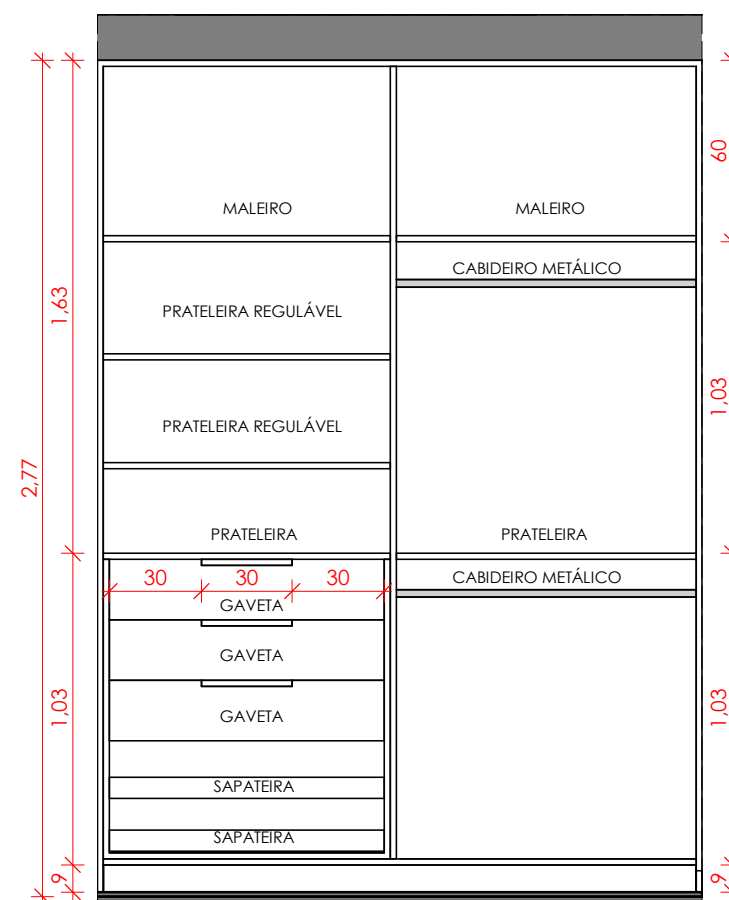 MALEIRO
MALEIRO
60
CABIDEIRO METÁLICO
1,63
PRATELEIRA REGULÁVEL
1,03
PRATELEIRA REGULÁVEL
2,77
PRATELEIRA
PRATELEIRA
30 30 30
CABIDEIRO METÁLICO
GAVETA
GAVETA
1,03
1,03
GAVETA
SAPATEIRA
SAPATEIRA
9
9